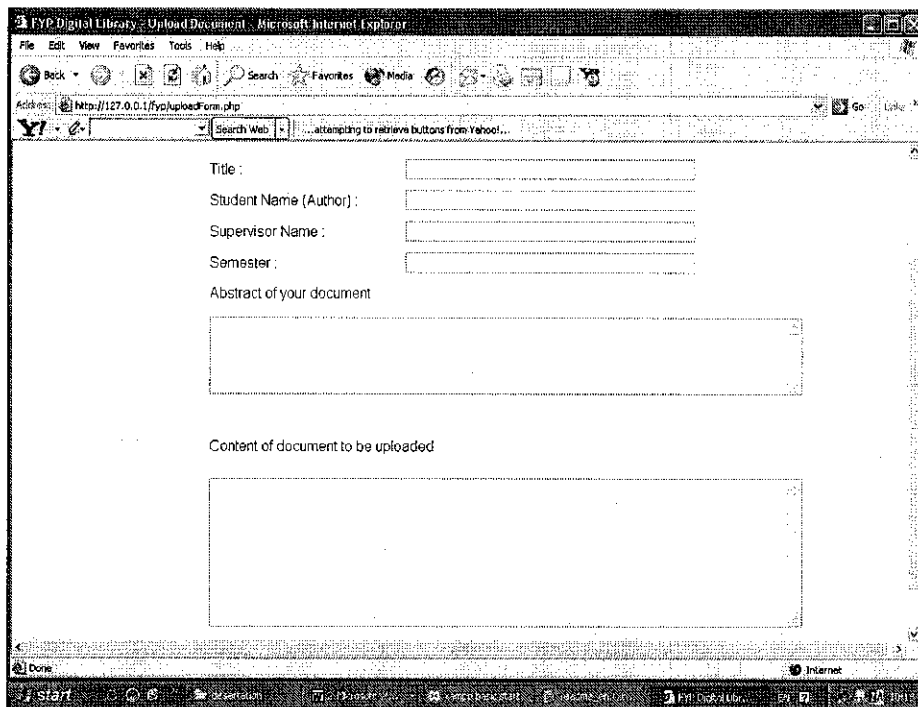 FYP Digital Library - Upload Document - Microsoft Internet Explorer
File Edit View Favorites Tools Help
Back Search Favorites Media
Address http://127.0.0.1/fyp/uploadForm.php Go Links
Y! Search Web ...attempting to retrieve buttons from Yahoo!...
Title :
Student Name (Author) :
Supervisor Name :
Semester :
Abstract of your document
Content of document to be uploaded
Done Internet
start dissertation FYP Digital Libr...